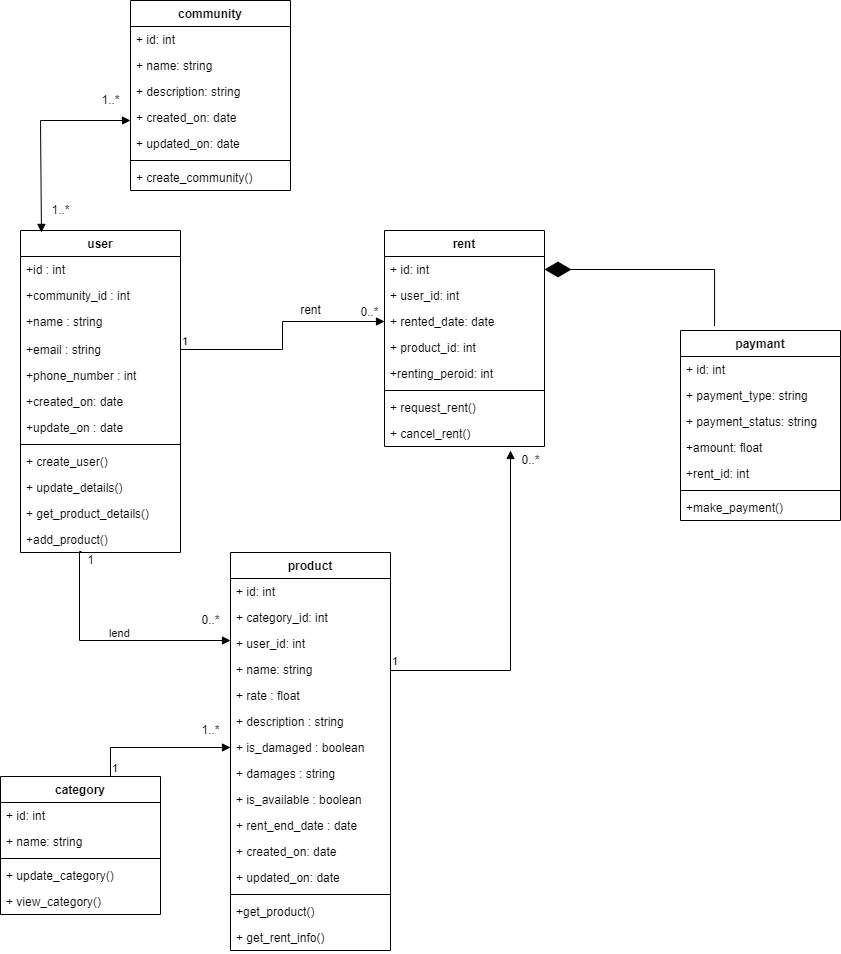 community
+ id: int
+ name: string
+ description: string
+ created_on: date
+ updated_on: date
+ create_community()
1..*
1..*
user
+id : int
+community_id : int
+name : string
+email : string
+phone_number : int
+created_on: date
+update_on : date
+ create_user()
+ update_details()
+ get_product_details()
+add_product()
1
rent
0..*
rent
+ id: int
+ user_id: int
+ rented_date: date
+ product_id: int
+renting_peroid: int
+ request_rent()
+ cancel_rent()
0..*
paymant
+ id: int
+ payment_type: string
+ payment_status: string
+amount: float
+rent_id: int
+make_payment()
1
lend
0..*
product
+ id: int
+ category_id: int
+ user_id: int
+ name: string
+ rate : float
+ description : string
+ is_damaged : boolean
+ damages : string
+ is_available : boolean
+ rent_end_date : date
+ created_on: date
+ updated_on: date
+get_product()
+ get_rent_info()
1
1..*
1
category
+ id: int
+ name: string
+ update_category()
+ view_category()